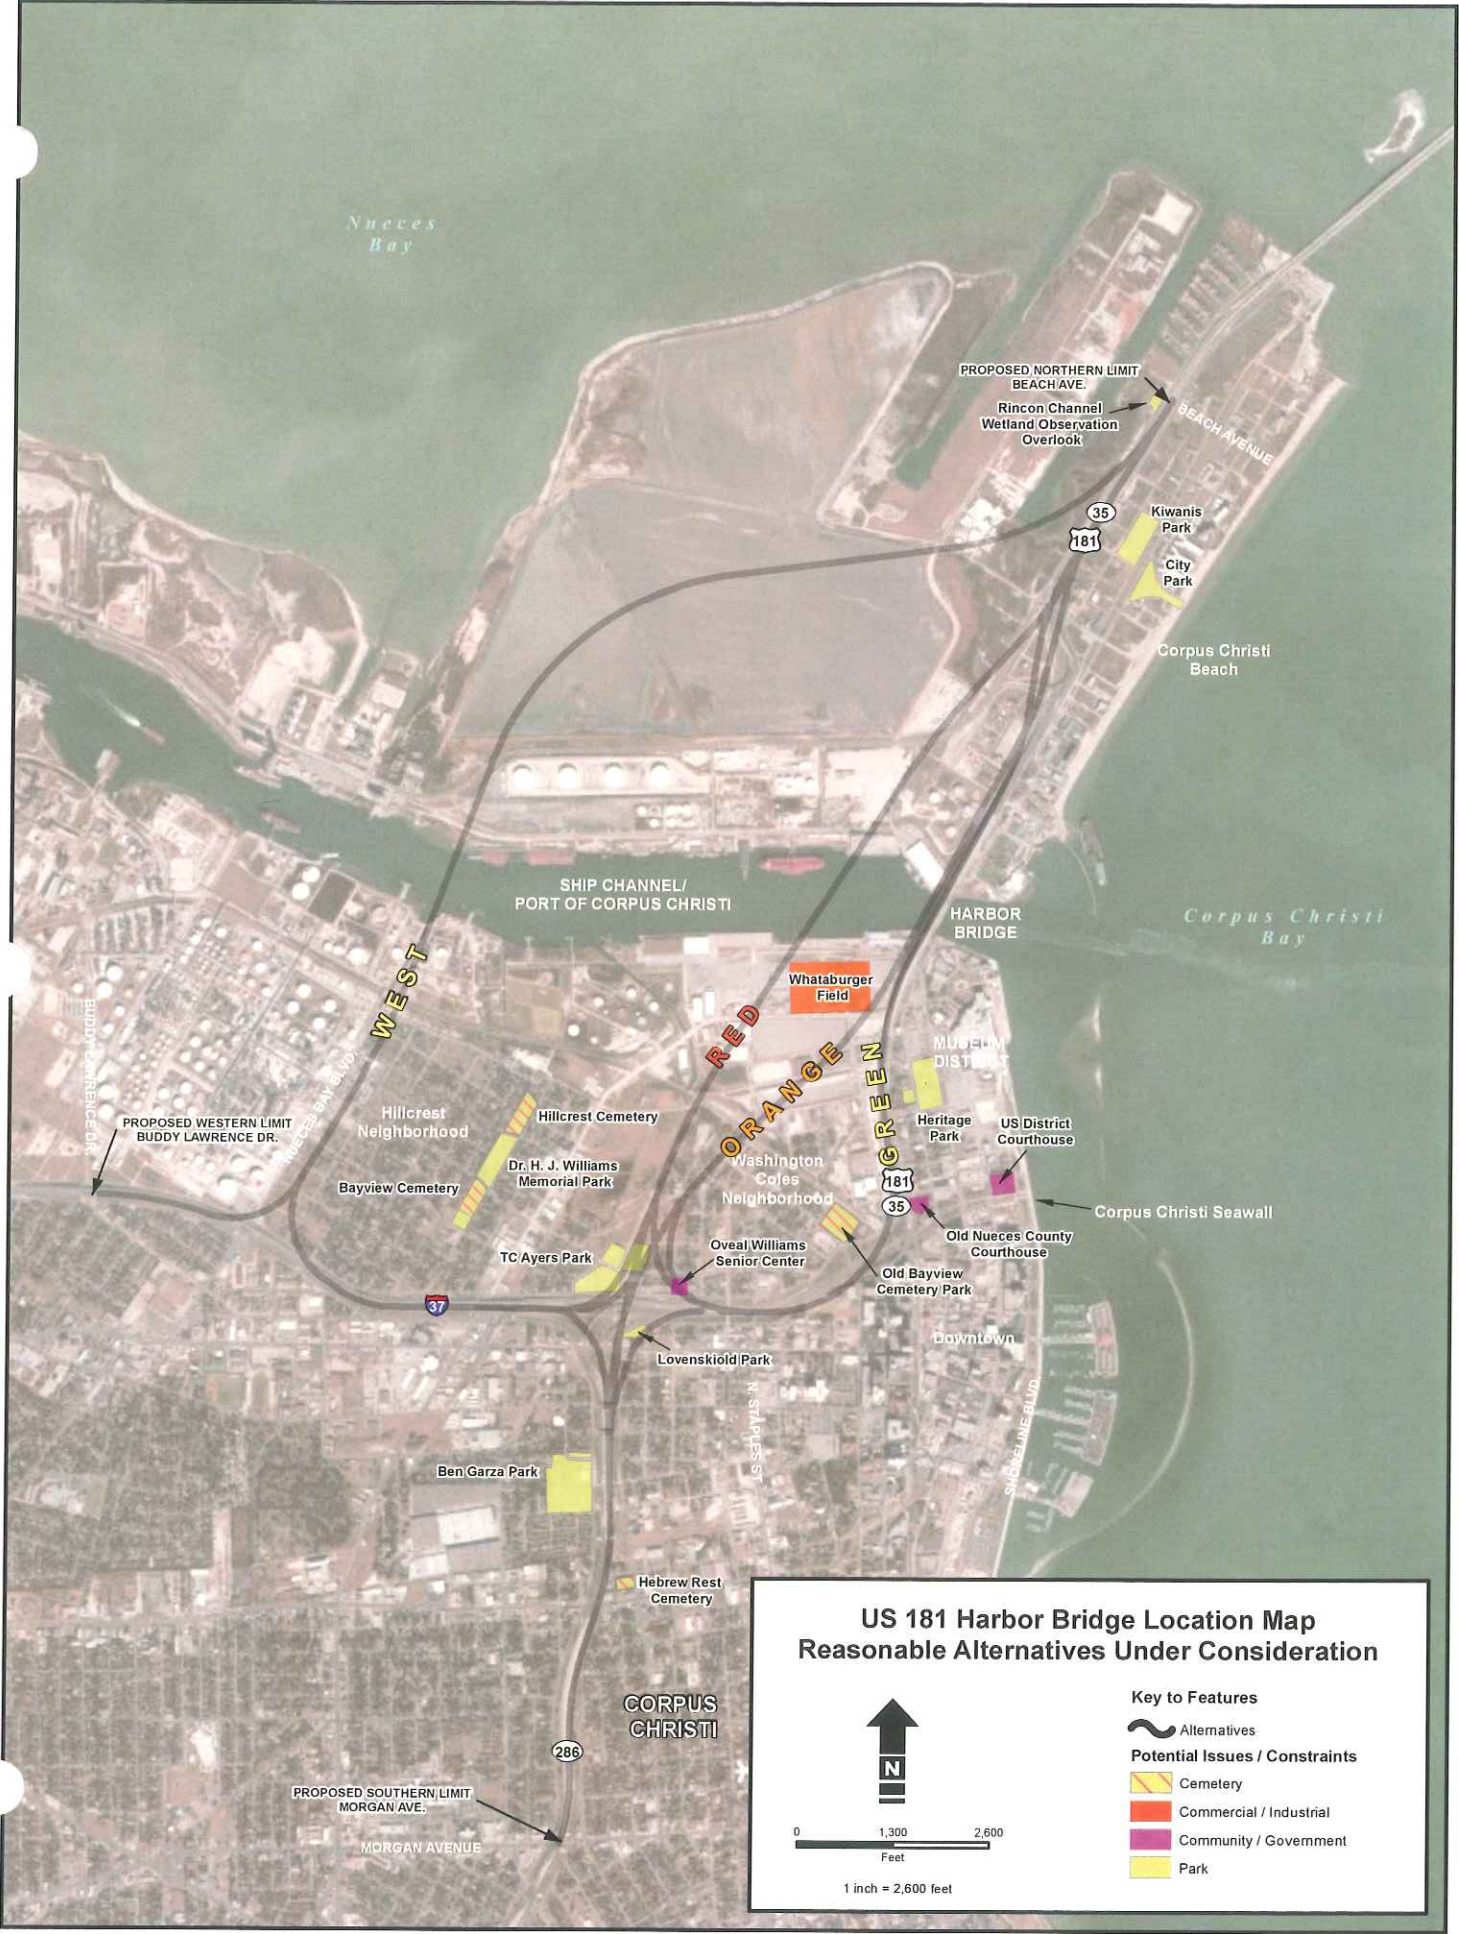 Nueces
Bay
PROPOSED NORTHERN LIMIT
BEACH AVE.
Rincon Channel
Wetland Observation
Overlook
BEACH AVENUE
35
181
Kiwanis
Park
City
Park
Corpus Christi
Beach
SHIP CHANNEL/
PORT OF CORPUS CHRISTI
HARBOR
BRIDGE
Corpus Christi
Bay
WEST
RED
ORANGE
GREEN
Whataburger
Field
MUSEUM
DISTRICT
BUDDY LAWRENCE DR.
NUECES BAY BLVD.
PROPOSED WESTERN LIMIT
BUDDY LAWRENCE DR.
Hillcrest
Neighborhood
Hillcrest Cemetery
Dr. H. J. Williams
Memorial Park
Bayview Cemetery
Washington
Coles
Neighborhood
Heritage
Park
US District
Courthouse
181
35
Corpus Christi Seawall
Old Nueces County
Courthouse
TC Ayers Park
Oveal Williams
Senior Center
Old Bayview
Cemetery Park
37
Downtown
Lovenskiold Park
N. STAPLES ST.
SHORELINE BLVD.
Ben Garza Park
Hebrew Rest
Cemetery
CORPUS
CHRISTI
286
PROPOSED SOUTHERN LIMIT
MORGAN AVE.
MORGAN AVENUE
US 181 Harbor Bridge Location Map
Reasonable Alternatives Under Consideration
N
0 1,300 2,600
Feet
1 inch = 2,600 feet
Key to Features
Alternatives
Potential Issues / Constraints
Cemetery
Commercial / Industrial
Community / Government
Park